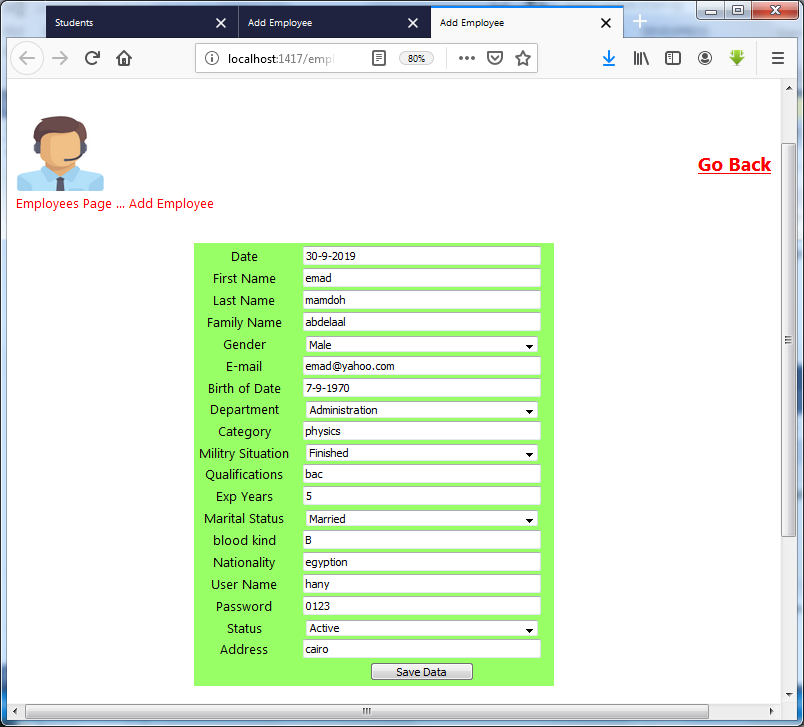 Students
Add Employee
Add Employee
localhost:1417/empl
80%
Go Back
Employees Page ... Add Employee
Date 30-9-2019
First Name emad
Last Name mamdoh
Family Name abdelaal
Gender Male
E-mail emad@yahoo.com
Birth of Date 7-9-1970
Department Administration
Category physics
Militry Situation Finished
Qualifications bac
Exp Years 5
Marital Status Married
blood kind B
Nationality egyption
User Name hany
Password 0123
Status Active
Address cairo
Save Data